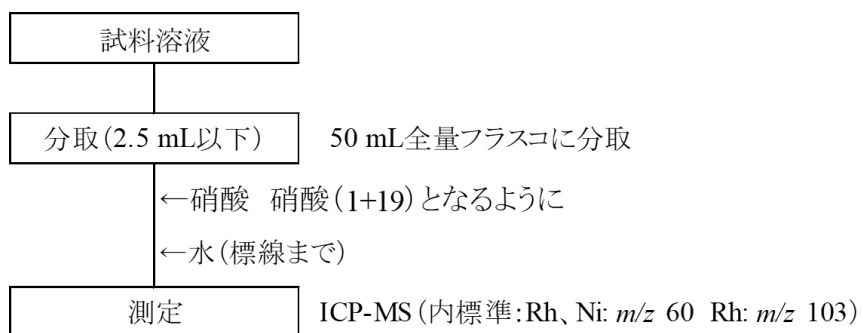 試料溶液
分取(2.5 mL以下) 50 mL全量フラスコに分取
←硝酸 硝酸(1+19)となるように
←水(標線まで)
測定 ICP-MS(内標準:Rh、Ni: m/z 60 Rh: m/z 103)